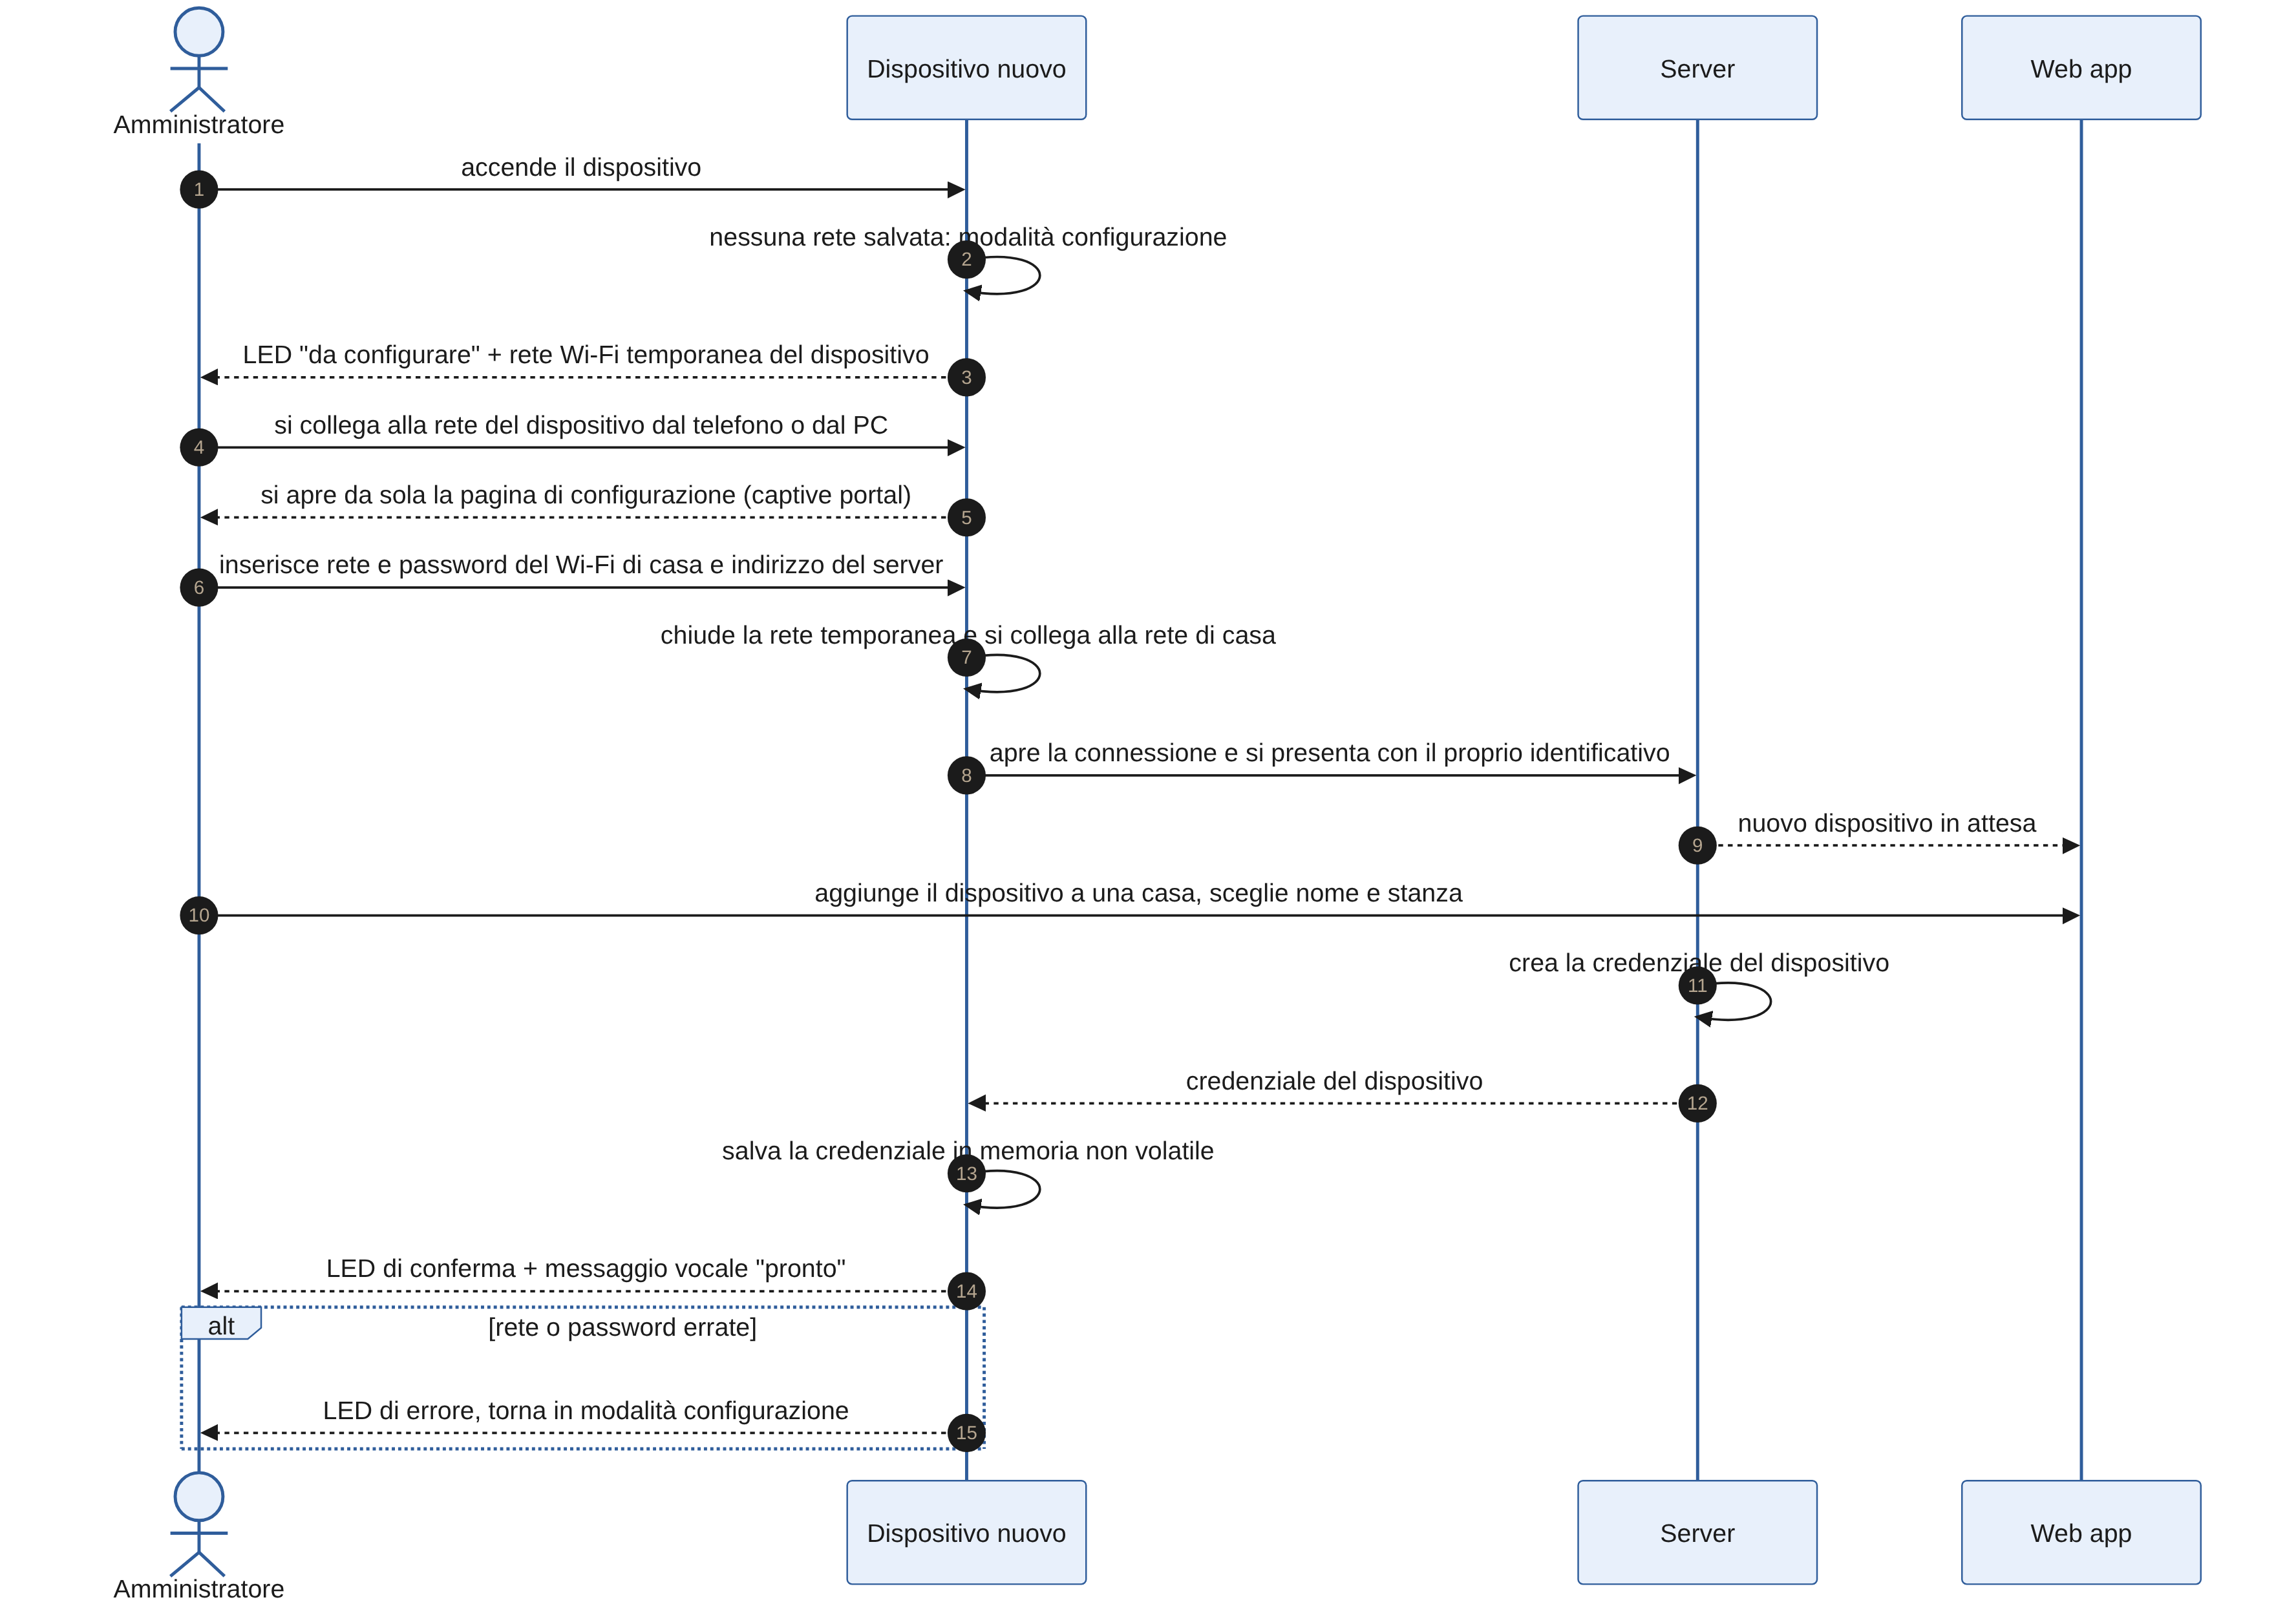 Amministratore
Dispositivo nuovo
Server
Web app
accende il dispositivo
1
nessuna rete salvata: modalità configurazione
2
LED "da configurare" + rete Wi-Fi temporanea del dispositivo
3
si collega alla rete del dispositivo dal telefono o dal PC
4
si apre da sola la pagina di configurazione (captive portal)
5
inserisce rete e password del Wi-Fi di casa e indirizzo del server
6
chiude la rete temporanea e si collega alla rete di casa
7
apre la connessione e si presenta con il proprio identificativo
8
nuovo dispositivo in attesa
9
aggiunge il dispositivo a una casa, sceglie nome e stanza
10
crea la credenziale del dispositivo
11
credenziale del dispositivo
12
salva la credenziale in memoria non volatile
13
LED di conferma + messaggio vocale "pronto"
14
alt
[rete o password errate]
LED di errore, torna in modalità configurazione
15
Amministratore
Dispositivo nuovo
Server
Web app